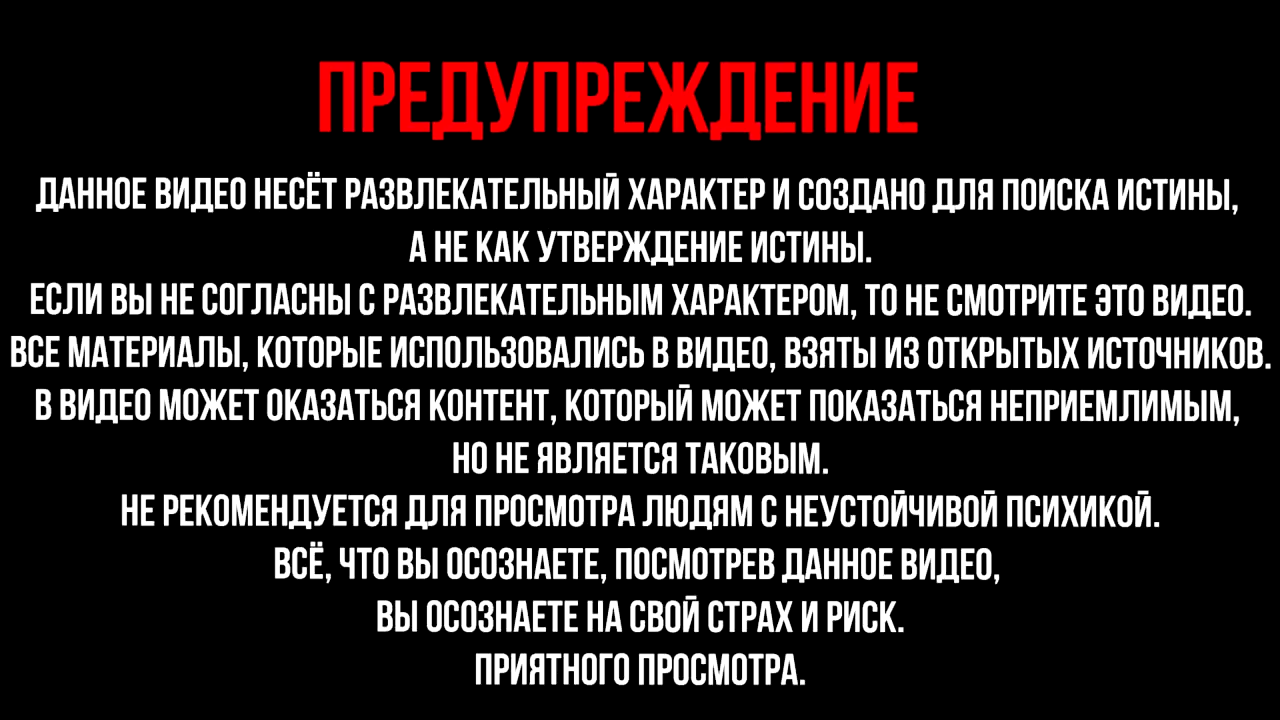 ПРЕДУПРЕЖДЕНИЕ
ДАННОЕ ВИДЕО НЕСЁТ РАЗВЛЕКАТЕЛЬНЫЙ ХАРАКТЕР И СОЗДАНО ДЛЯ ПОИСКА ИСТИНЫ,
А НЕ КАК УТВЕРЖДЕНИЕ ИСТИНЫ.
ЕСЛИ ВЫ НЕ СОГЛАСНЫ С РАЗВЛЕКАТЕЛЬНЫМ ХАРАКТЕРОМ, ТО НЕ СМОТРИТЕ ЭТО ВИДЕО.
ВСЕ МАТЕРИАЛЫ, КОТОРЫЕ ИСПОЛЬЗОВАЛИСЬ В ВИДЕО, ВЗЯТЫ ИЗ ОТКРЫТЫХ ИСТОЧНИКОВ.
В ВИДЕО МОЖЕТ ОКАЗАТЬСЯ КОНТЕНТ, КОТОРЫЙ МОЖЕТ ПОКАЗАТЬСЯ НЕПРИЕМЛИМЫМ,
НО НЕ ЯВЛЯЕТСЯ ТАКОВЫМ.
НЕ РЕКОМЕНДУЕТСЯ ДЛЯ ПРОСМОТРА ЛЮДЯМ С НЕУСТОЙЧИВОЙ ПСИХИКОЙ.
ВСЁ, ЧТО ВЫ ОСОЗНАЕТЕ, ПОСМОТРЕВ ДАННОЕ ВИДЕО,
ВЫ ОСОЗНАЕТЕ НА СВОЙ СТРАХ И РИСК.
ПРИЯТНОГО ПРОСМОТРА.